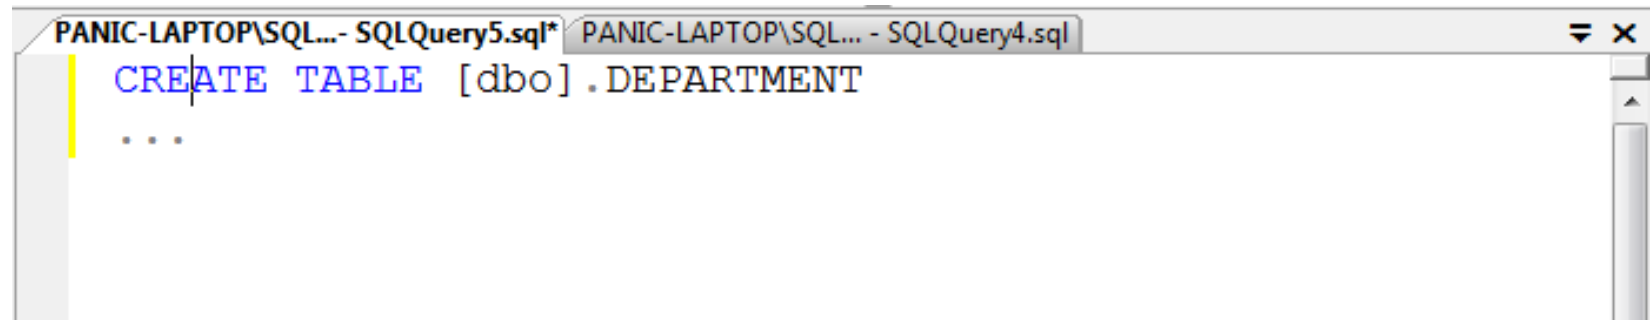 PANIC-LAPTOP\SQL...- SQLQuery5.sql* PANIC-LAPTOP\SQL... - SQLQuery4.sql
CREATE TABLE [dbo].DEPARTMENT
...